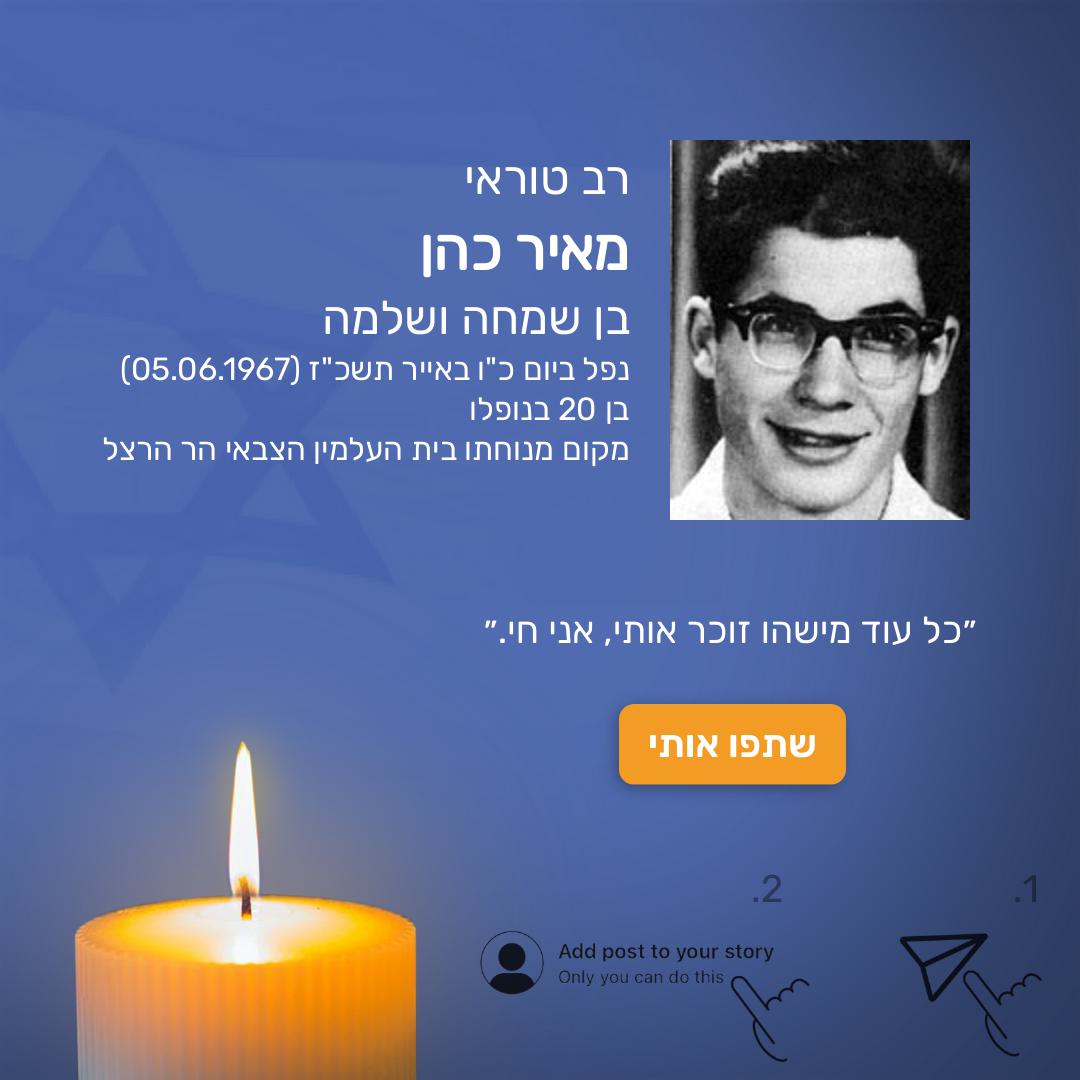 רב טוראי
מאיר כהן
בן שמחה ושלמה
נפל ביום כ"ו באייר תשכ"ז (05.06.1967)
בן 20 בנופלו
מקום מנוחתו בית העלמין הצבאי הר הרצל
״כל עוד מישהו זוכר אותי, אני חי.״
שתפו אותי
1.
2.
Add post to your story
Only you can do this